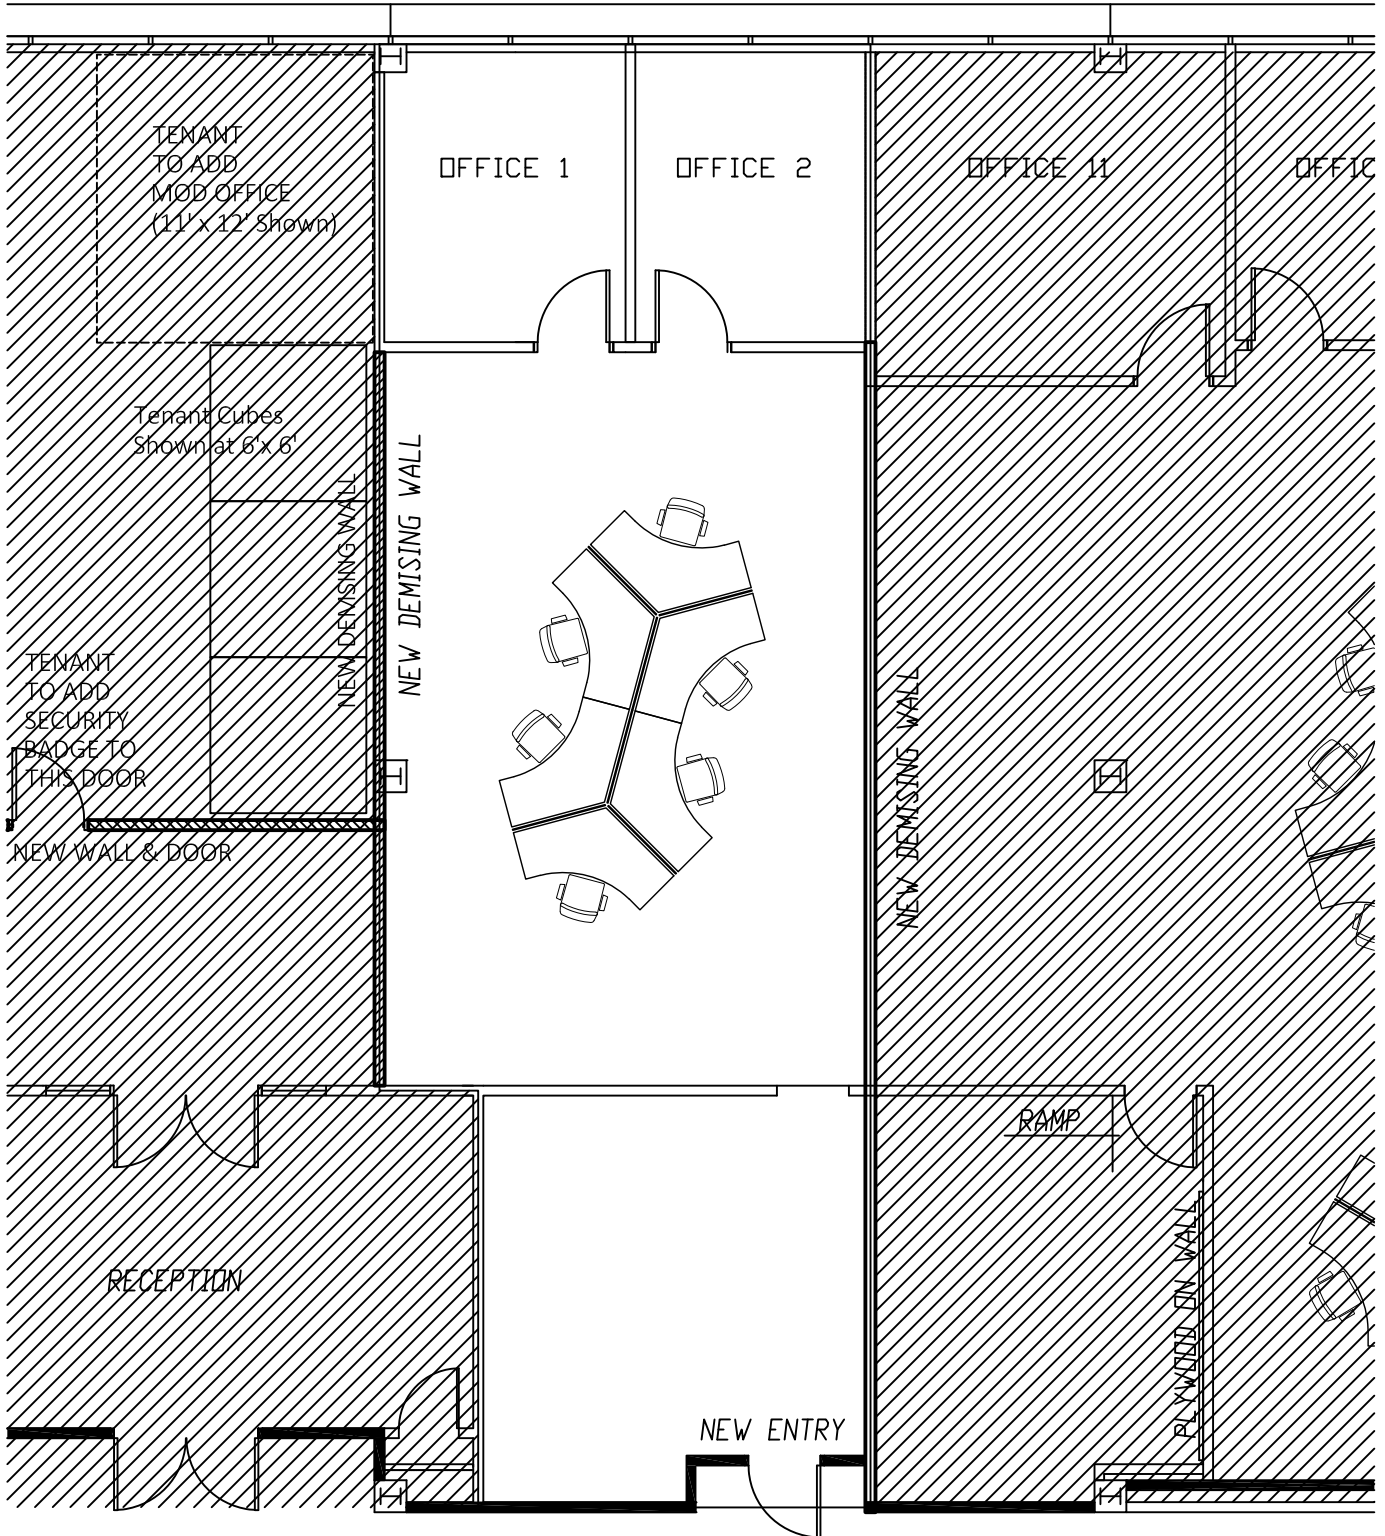 TENANT
TO ADD
MOD OFFICE
(11' x 12' Shown)
OFFICE 1
OFFICE 2
OFFICE 11
OFFIC
Tenant Cubes
Shown at 6'x 6'
NEW DEMSING WALL
NEW DEMISING WALL
NEW DEMISING WALL
TENANT
TO ADD
SECURITY
BADGE TO
THIS DOOR
NEW WALL & DOOR
RAMP
PLYWOOD ON WALL
RECEPTION
NEW ENTRY